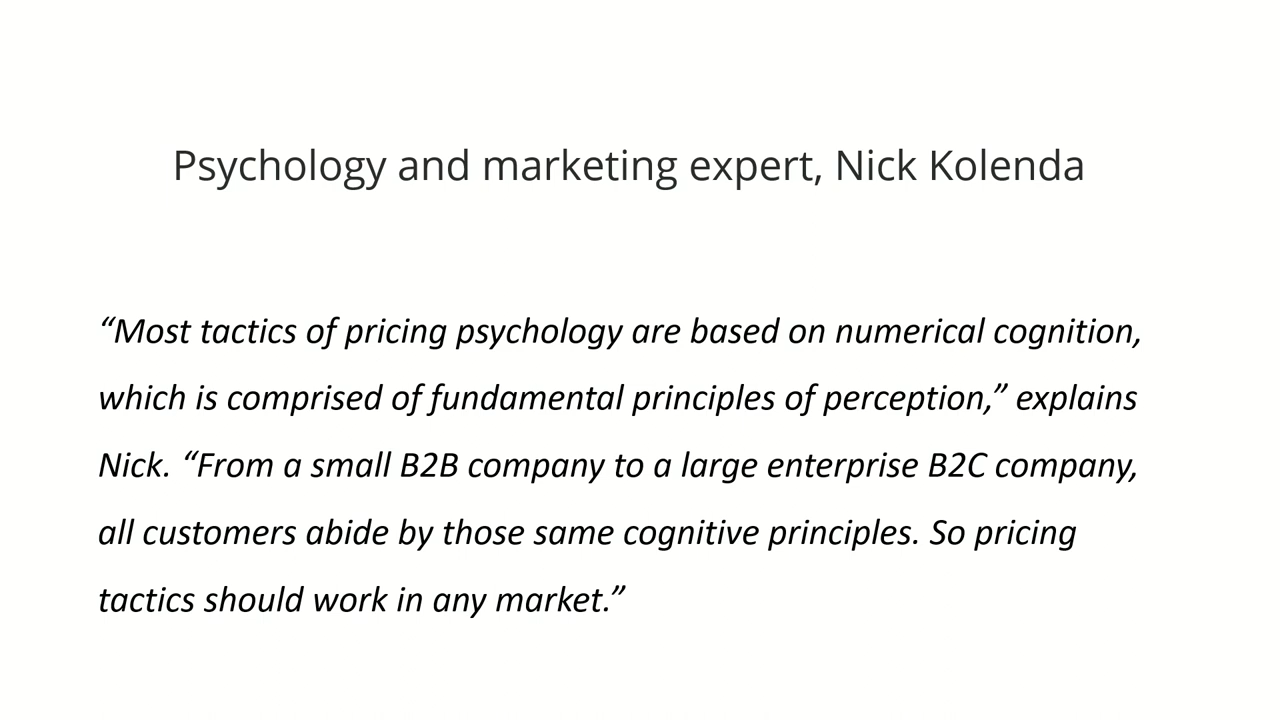 Psychology and marketing expert, Nick Kolenda
“Most tactics of pricing psychology are based on numerical cognition,
which is comprised of fundamental principles of perception,” explains
Nick. “From a small B2B company to a large enterprise B2C company,
all customers abide by those same cognitive principles. So pricing
tactics should work in any market.”